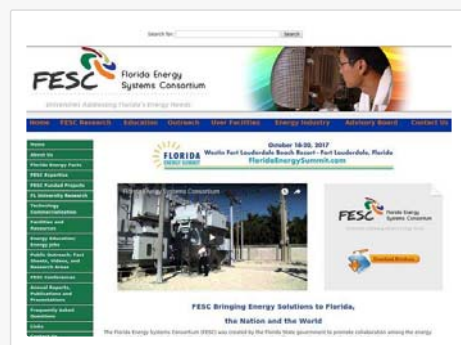 Search for:
Search
FESC
Florida Energy
Systems Consortium
Universities Addressing Florida's Energy Needs
Home FESC Research Education Outreach User Facilities Energy Industry Advisory Board Contact Us
Home
About Us
Florida Energy Facts
FESC Expertise
FESC Funded Projects
FL University Research
Technology
Commercialization
Facilities and
Resources
Energy Education;
Energy Jobs
Public Outreach: Fact
Sheets, Videos, and
Research Areas
FESC Conferences
Annual Reports,
Publications and
Presentations
Frequently Asked
Questions
Links
Contact Us
FLORIDA
ENERGY SUMMIT
October 18-20, 2017
Westin Fort Lauderdale Beach Resort - Fort Lauderdale, Florida
FloridaEnergySummit.com
Florida Energy Systems Consortium
FESC
Florida Energy
Systems Consortium
FESC Bringing Energy Solutions to Florida,
the Nation and the World
The Florida Energy Systems Consortium (FESC) was created by the Florida State government to promote collaboration among the energy